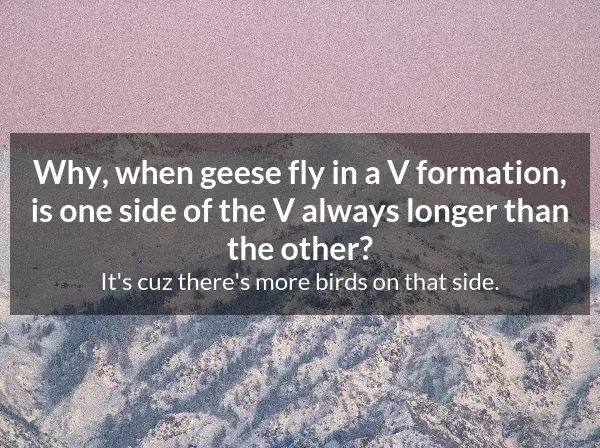 Why, when geese fly in a V formation,
is one side of the V always longer than
the other?
It's cuz there's more birds on that side.